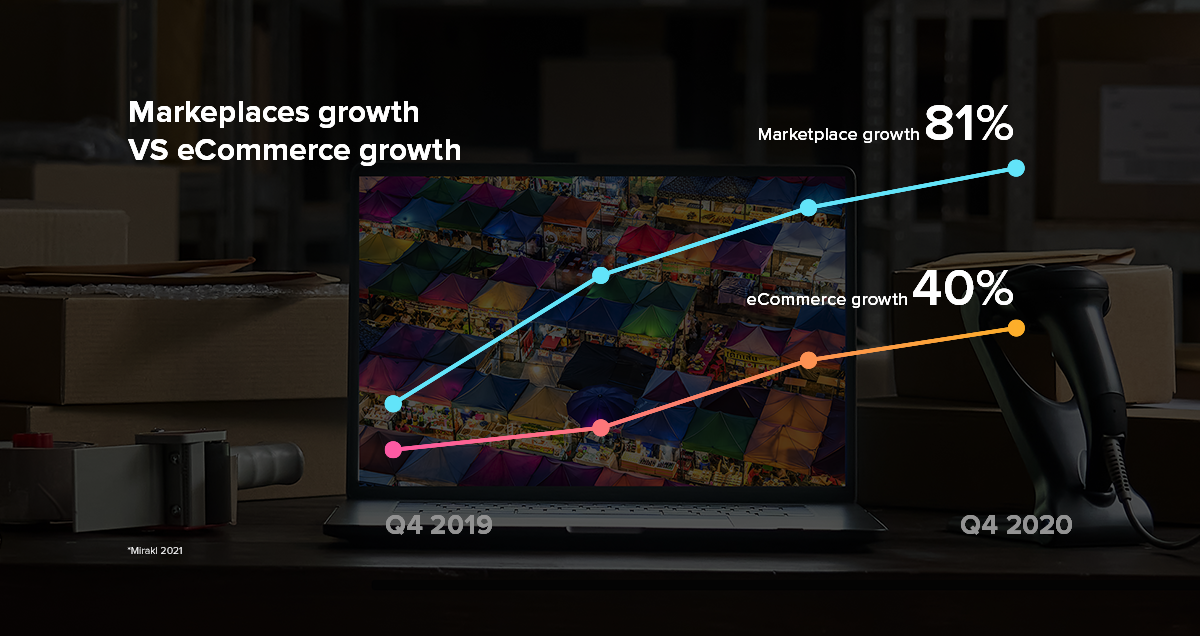 Markeplaces growth
VS eCommerce growth
Marketplace growth 81%
eCommerce growth 40%
Q4 2019
Q4 2020
*Mirakl 2021